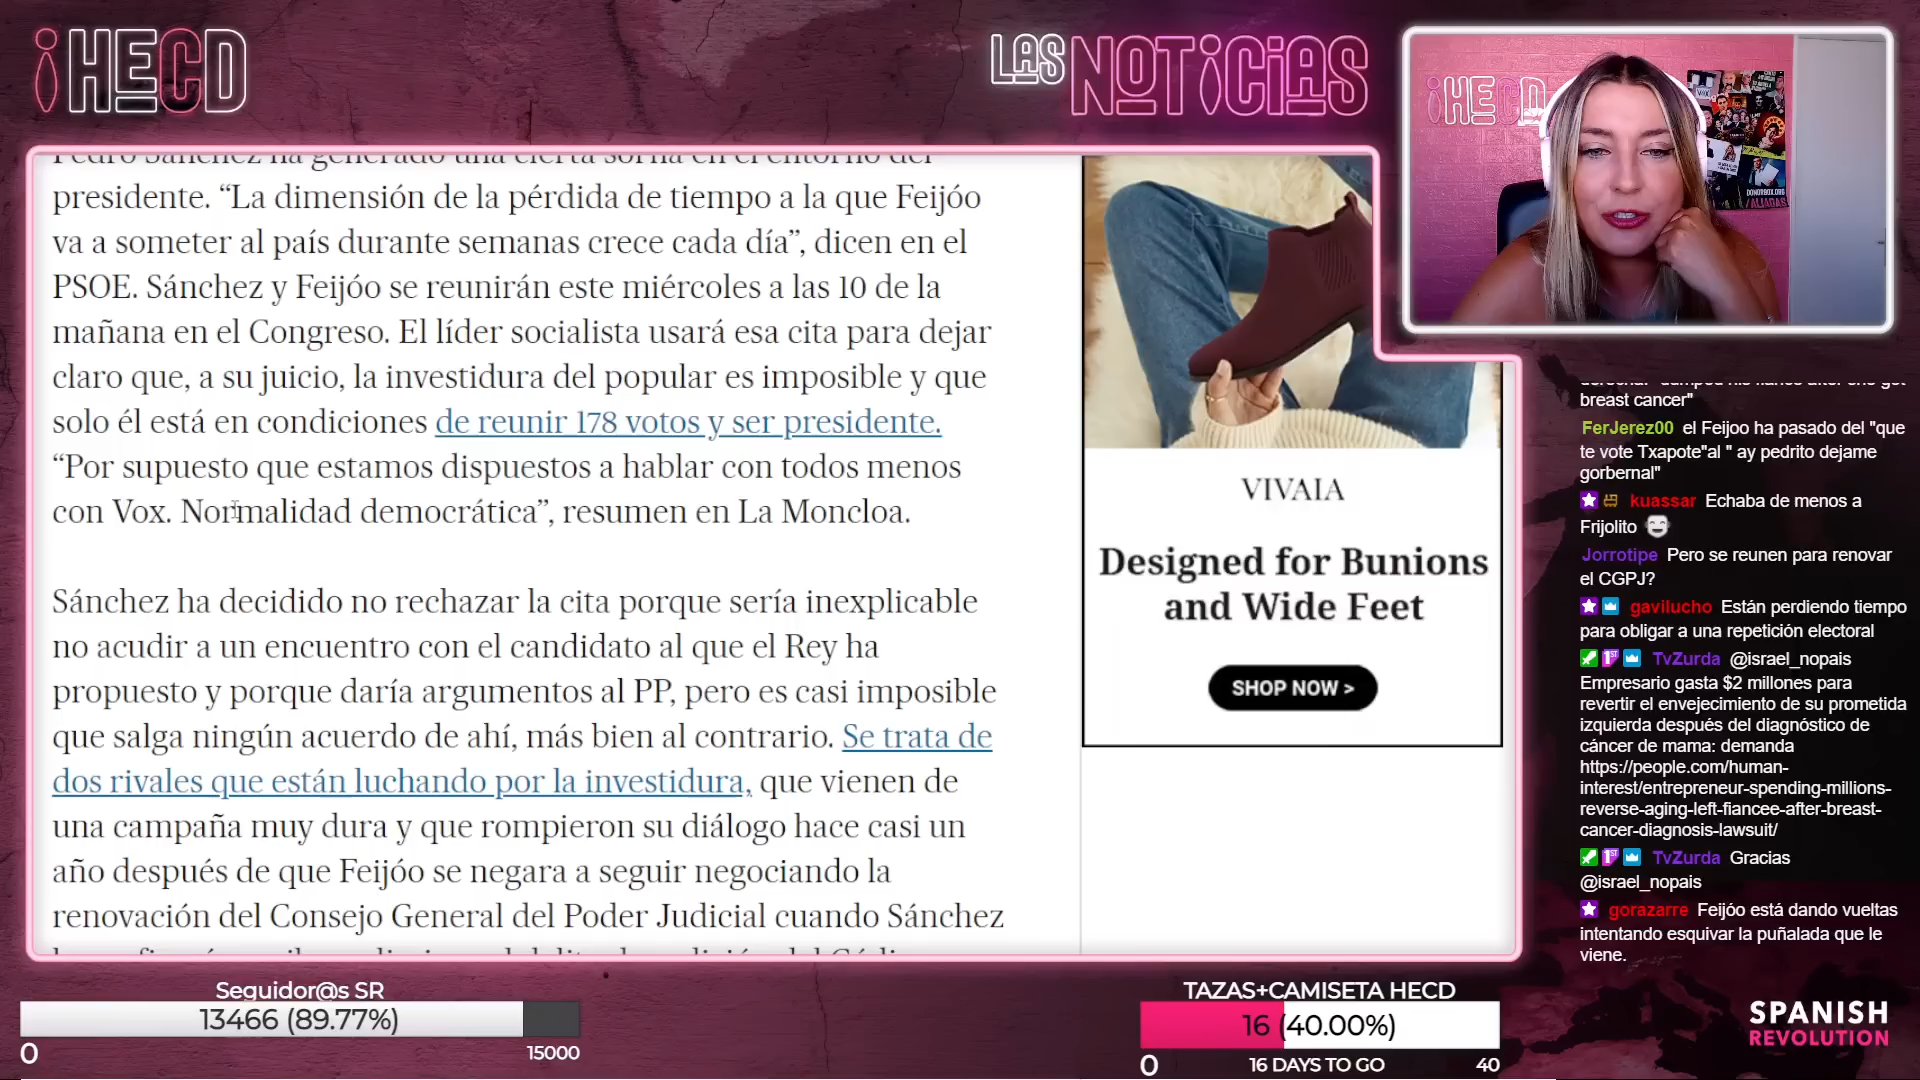 ¡HECD
LAS NOTICIAS
¡HECD
Pedro Sánchez ha generado una cierta sorna en el entorno del
presidente. “La dimensión de la pérdida de tiempo a la que Feijóo
va a someter al país durante semanas crece cada día”, dicen en el
PSOE. Sánchez y Feijóo se reunirán este miércoles a las 10 de la
mañana en el Congreso. El líder socialista usará esa cita para dejar
claro que, a su juicio, la investidura del popular es imposible y que
solo él está en condiciones de reunir 178 votos y ser presidente.
“Por supuesto que estamos dispuestos a hablar con todos menos
con Vox. Normalidad democrática”, resumen en La Moncloa.
Sánchez ha decidido no rechazar la cita porque sería inexplicable
no acudir a un encuentro con el candidato al que el Rey ha
propuesto y porque daría argumentos al PP, pero es casi imposible
que salga ningún acuerdo de ahí, más bien al contrario. Se trata de
dos rivales que están luchando por la investidura, que vienen de
una campaña muy dura y que rompieron su diálogo hace casi un
año después de que Feijóo se negara a seguir negociando la
renovación del Consejo General del Poder Judicial cuando Sánchez
VIVAIA
Designed for Bunions
and Wide Feet
SHOP NOW >
breast cancer"
FerJerez00 el Feijoo ha pasado del "que
te vote Txapote"al " ay pedrito dejame
gorbernal"
kuassar Echaba de menos a
Frijolito
Jorrotipe Pero se reunen para renovar
el CGPJ?
gavilucho Están perdiendo tiempo
para obligar a una repetición electoral
TvZurda @israel_nopais
Empresario gasta $2 millones para
revertir el envejecimiento de su prometida
izquierda después del diagnóstico de
cáncer de mama: demanda
https://people.com/human-
interest/entrepreneur-spending-millions-
reverse-aging-left-fiancee-after-breast-
cancer-diagnosis-lawsuit/
TvZurda Gracias
@israel_nopais
gorazarre Feijóo está dando vueltas
intentando esquivar la puñalada que le
viene.
Seguidor@s SR
13466 (89.77%)
0
15000
TAZAS+CAMISETA HECD
16 (40.00%)
0
16 DAYS TO GO
40
SPANISH
REVOLUTION